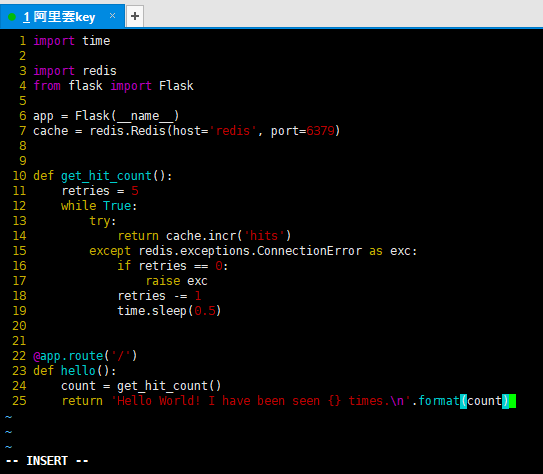 1 阿里雲key × +
1 import time
2
3 import redis
4 from flask import Flask
5
6 app = Flask(__name__)
7 cache = redis.Redis(host='redis', port=6379)
8
9
10 def get_hit_count():
11     retries = 5
12     while True:
13         try:
14             return cache.incr('hits')
15         except redis.exceptions.ConnectionError as exc:
16             if retries == 0:
17                 raise exc
18             retries -= 1
19             time.sleep(0.5)
20
21
22 @app.route('/')
23 def hello():
24     count = get_hit_count()
25     return 'Hello World! I have been seen {} times.\n'.format(count)
~
~
~
-- INSERT --